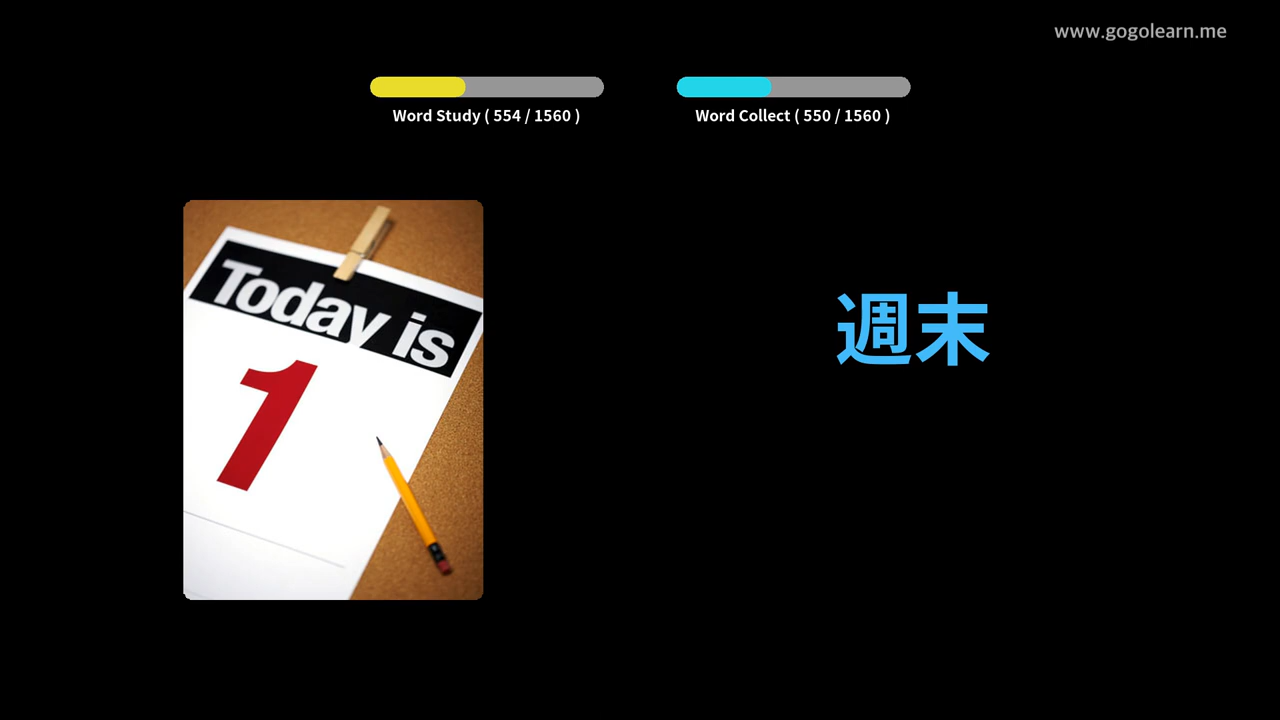 www.gogolearn.me
Word Study ( 554 / 1560 )
Word Collect ( 550 / 1560 )
Today is
1
週末